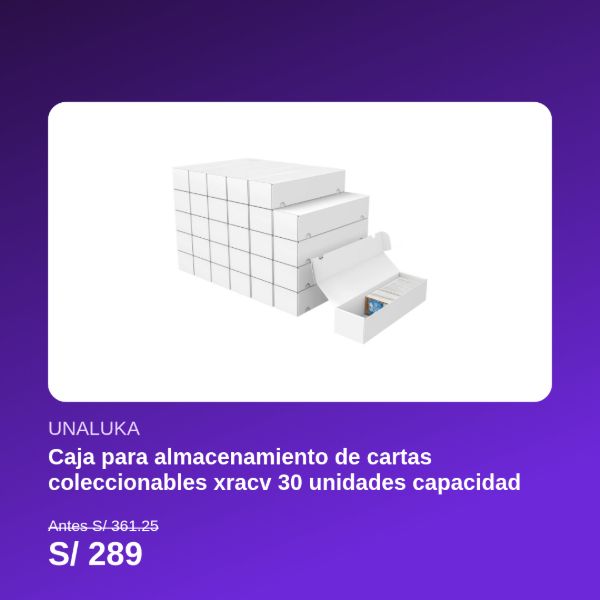 UNALUKA
Caja para almacenamiento de cartas
coleccionables xracv 30 unidades capacidad
Antes S/ 361.25
S/ 289